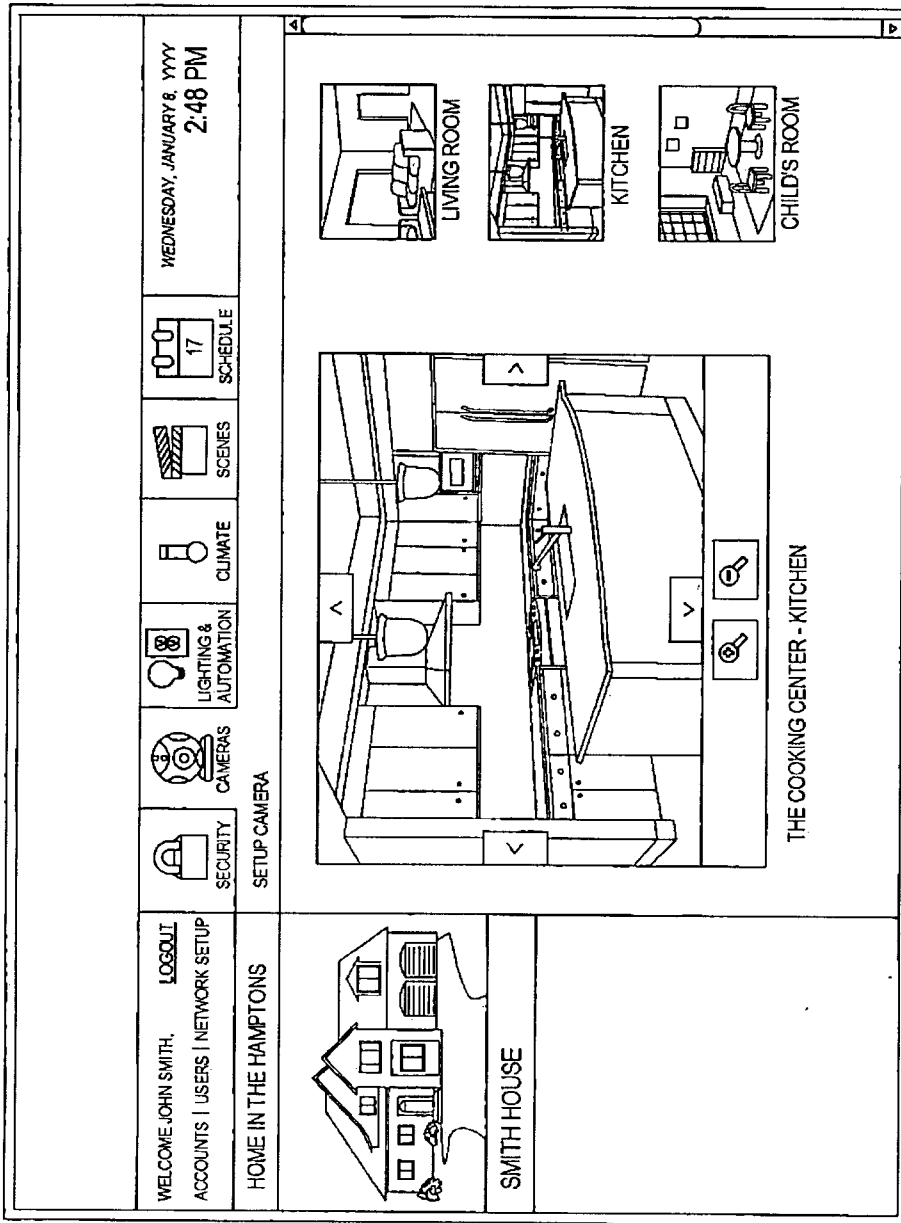 WELCOME JOHN SMITH, LOGOUT
ACCOUNTS | USERS | NETWORK SETUP
SECURITY
CAMERAS
LIGHTING &
AUTOMATION
CLIMATE
SCENES
17
SCHEDULE
WEDNESDAY, JANUARY 8, YYYY
2:48 PM
HOME IN THE HAMPTONS
SETUP CAMERA
SMITH HOUSE
THE COOKING CENTER - KITCHEN
LIVING ROOM
KITCHEN
CHILD'S ROOM